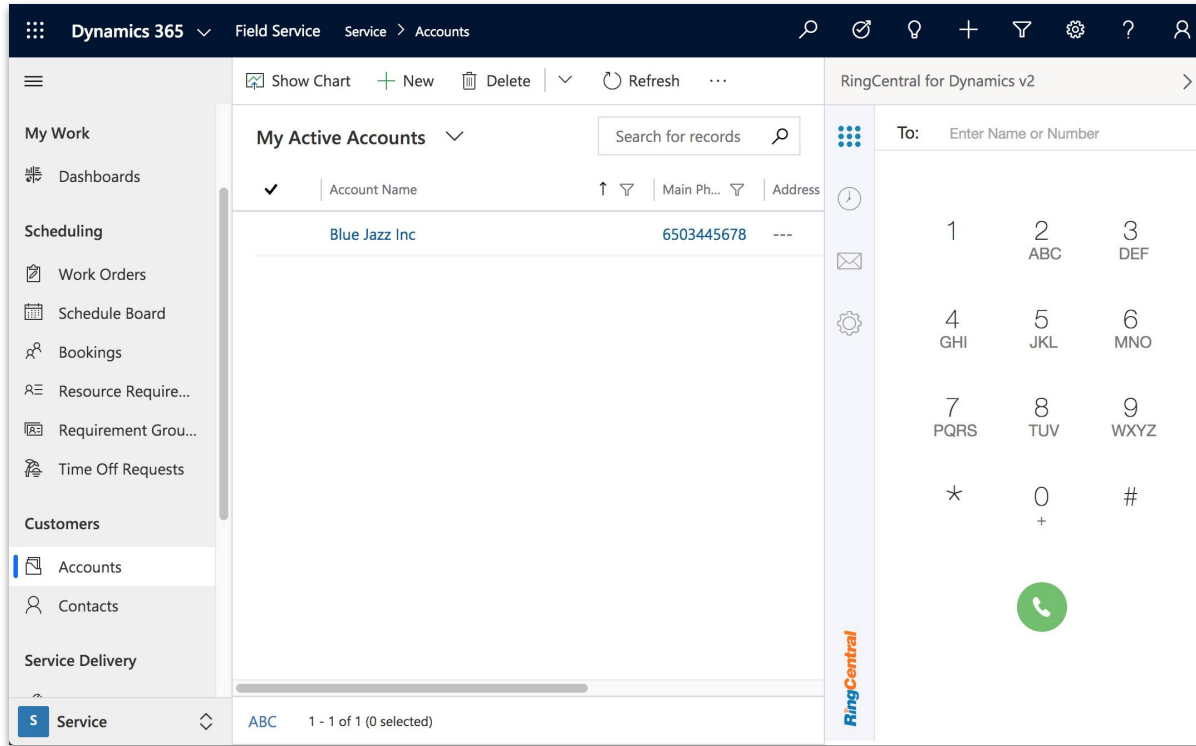 Dynamics 365 Field Service Service > Accounts
Show Chart New Delete Refresh ...
RingCentral for Dynamics v2
My Work
Dashboards
Scheduling
Work Orders
Schedule Board
Bookings
Resource Require...
Requirement Grou...
Time Off Requests
Customers
Accounts
Contacts
Service Delivery
S Service
My Active Accounts
Search for records
Account Name Main Ph... Address
Blue Jazz Inc 6503445678 ---
ABC 1 - 1 of 1 (0 selected)
To: Enter Name or Number
1 2 3
ABC DEF
4 5 6
GHI JKL MNO
7 8 9
PQRS TUV WXYZ
* 0 #
+
RingCentral